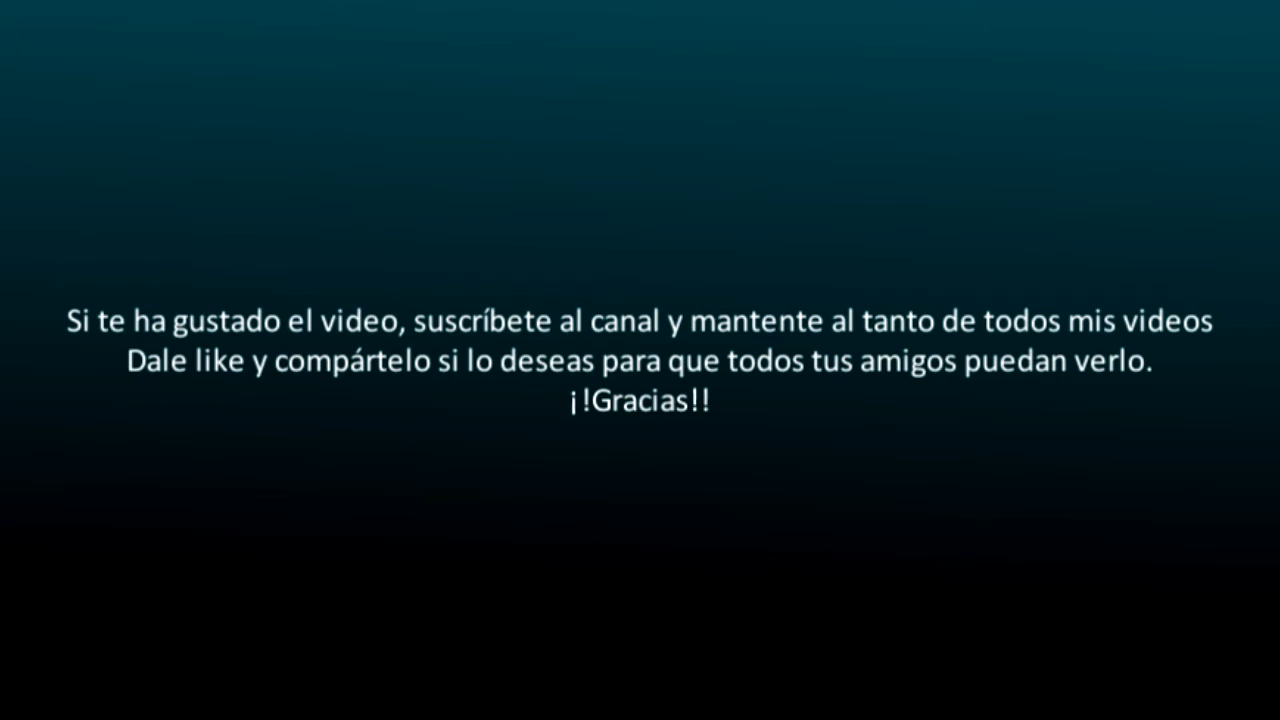 Si te ha gustado el video, suscríbete al canal y mantente al tanto de todos mis videos
Dale like y compártelo si lo deseas para que todos tus amigos puedan verlo.
¡!Gracias!!